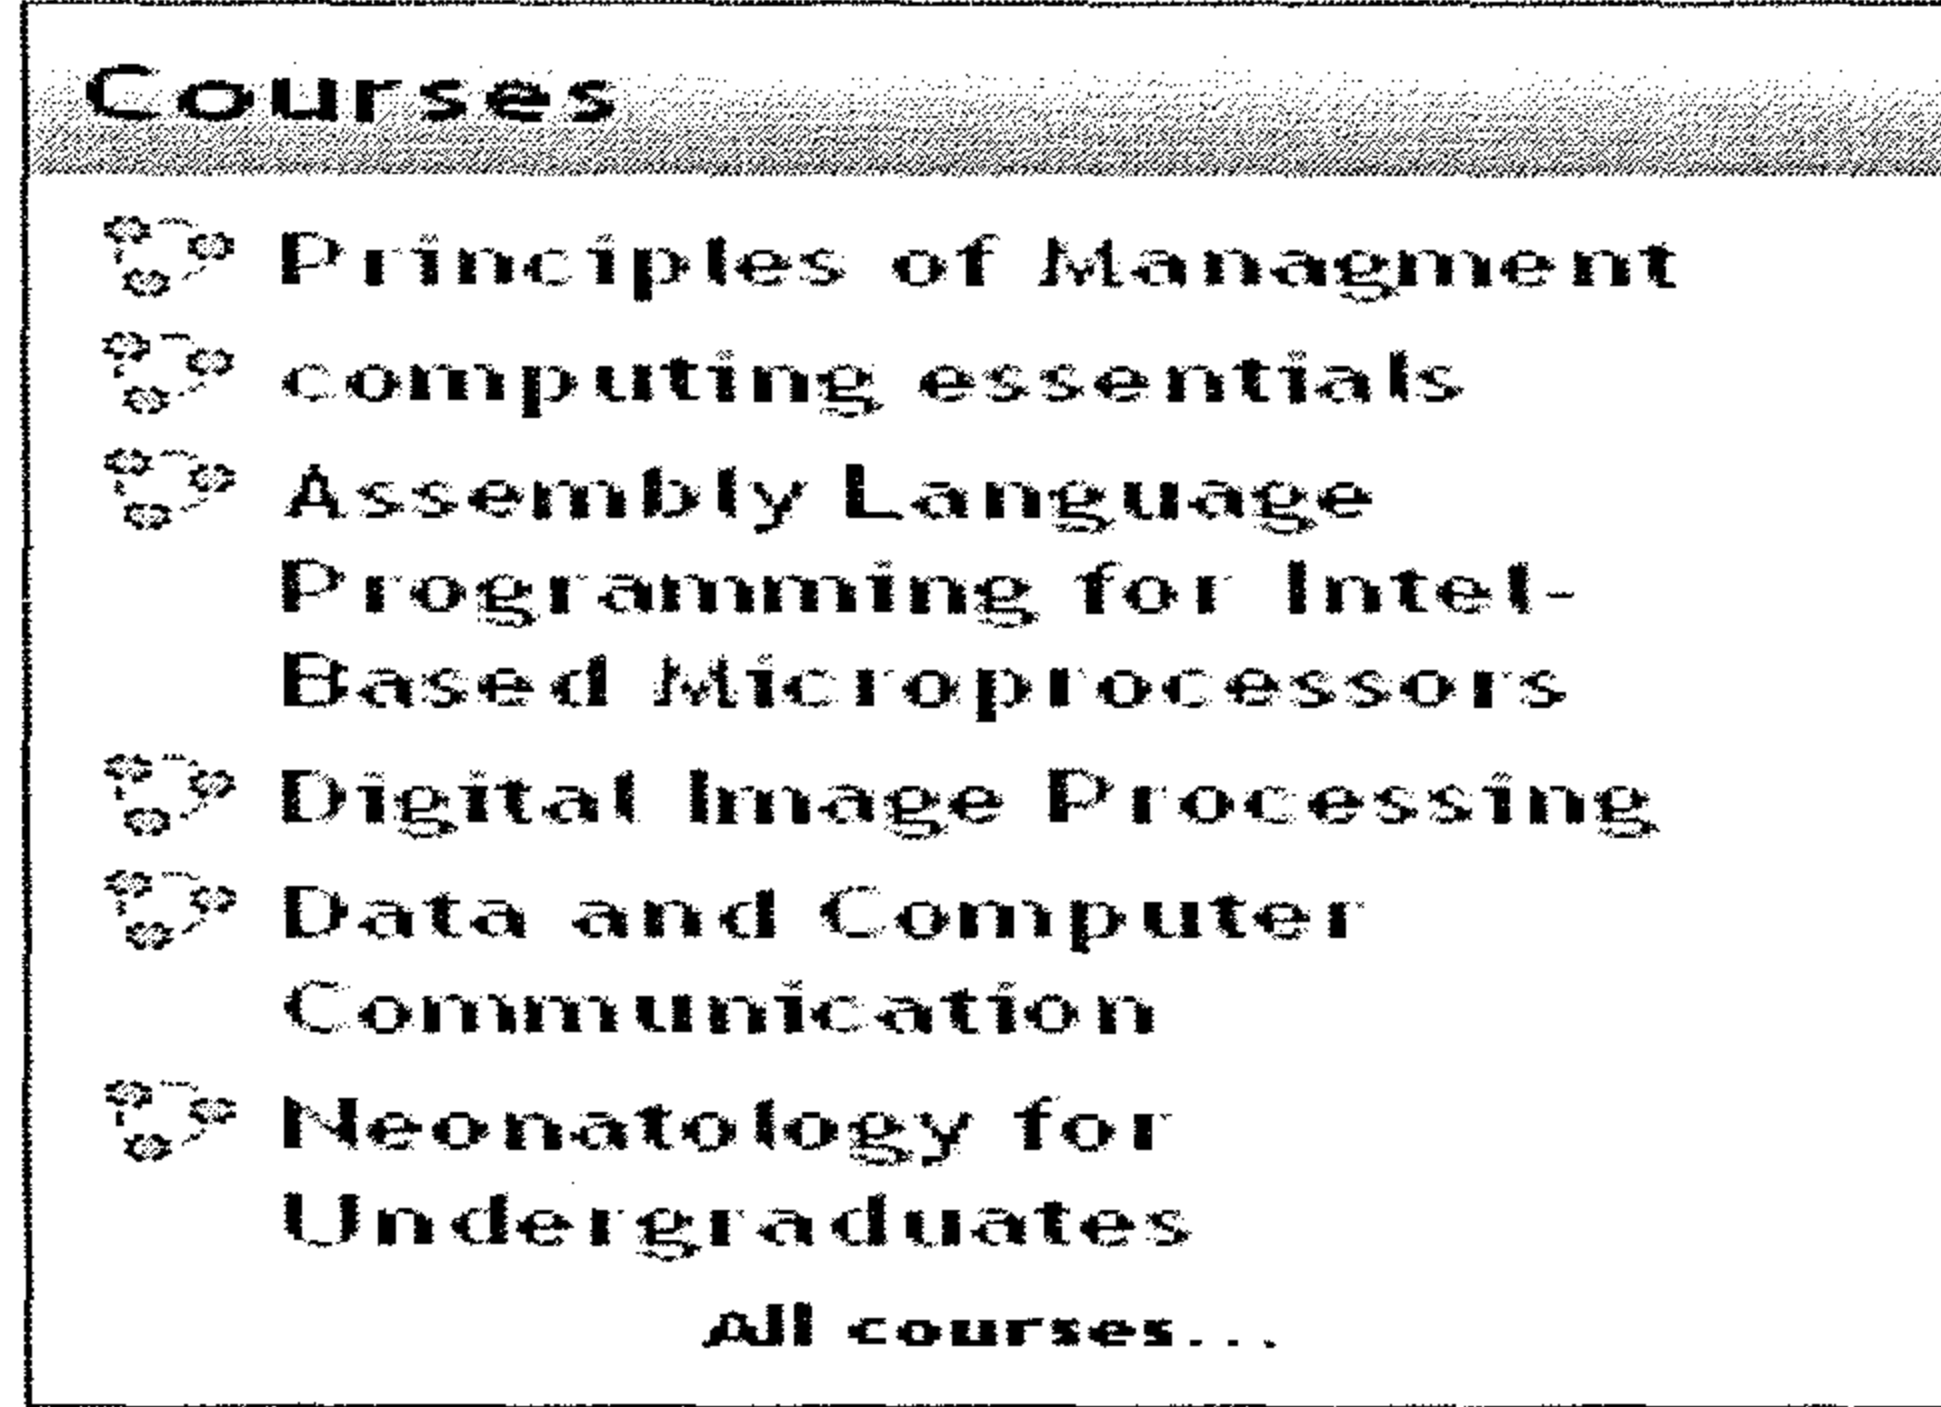 Courses
Principles of Managment
computing essentials
Assembly Language
Programming for Intel-
Based Microprocessors
Digital Image Processing
Data and Computer
Communication
Neonatology for
Undergraduates
All courses...